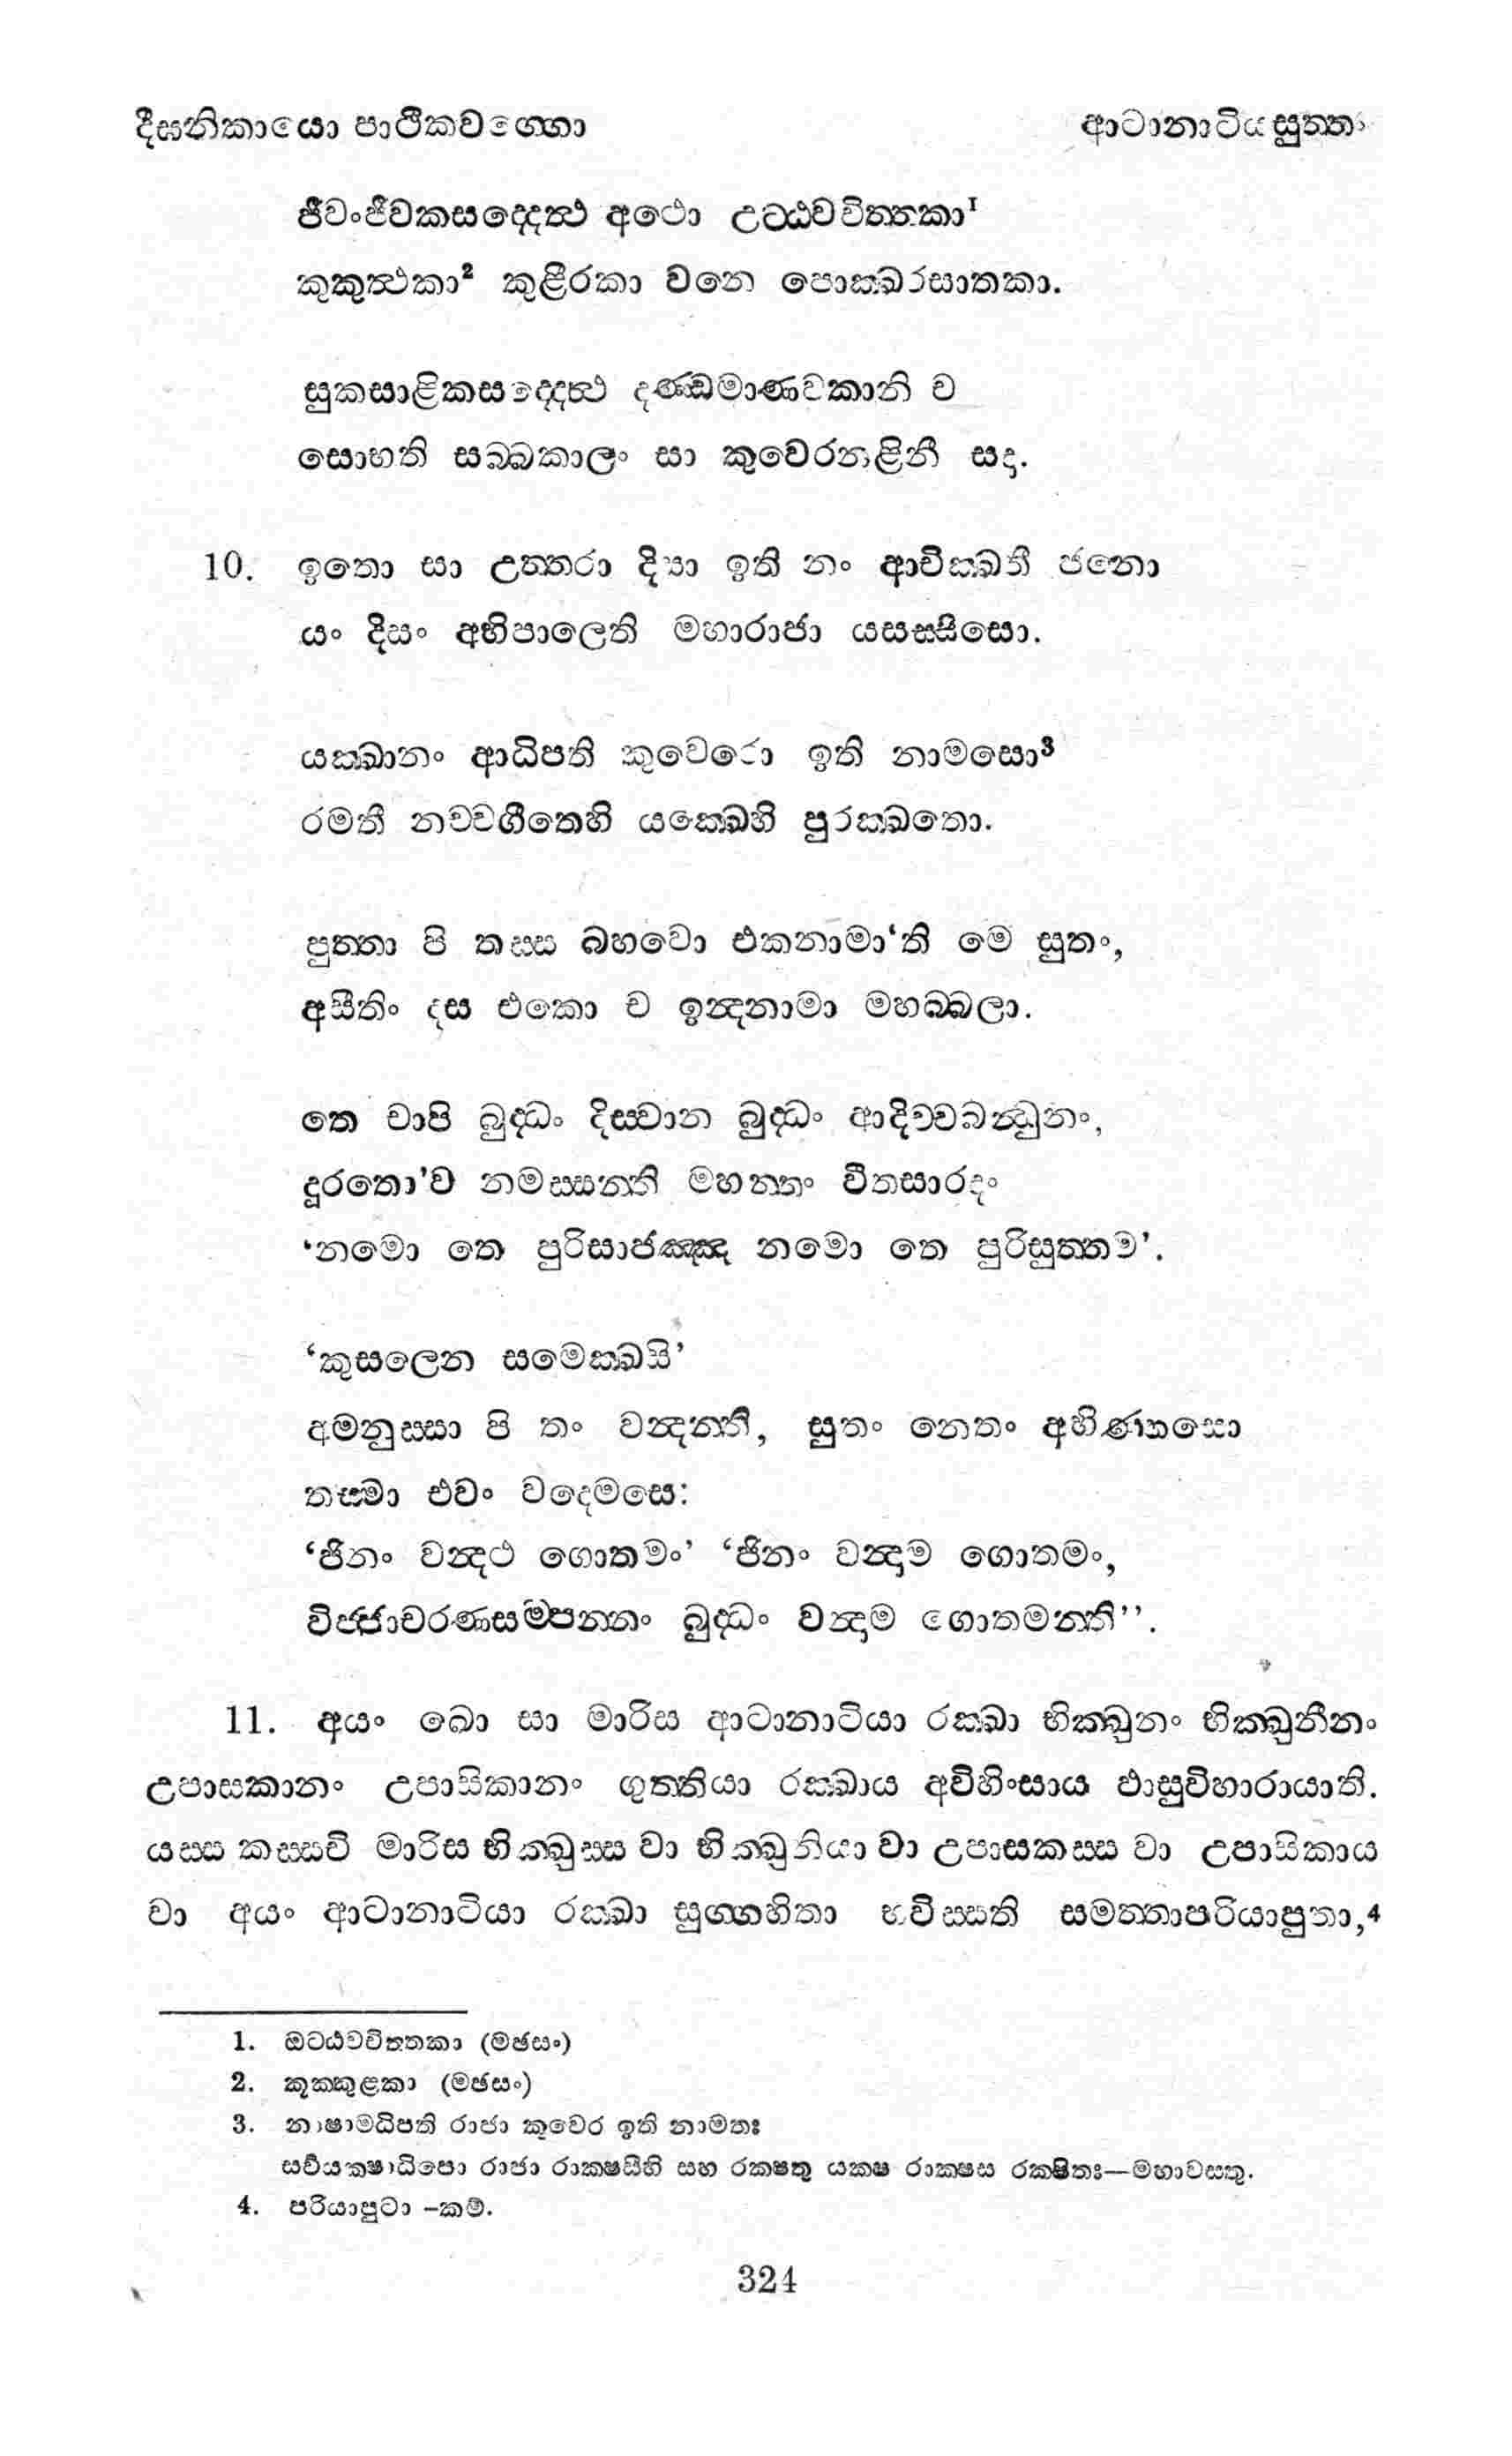 දීඝනිකායො පාථිකවග්ගො ආටානාටියසුත්තං
ජීවංජීවකසද්දෙත්ථ අථො උට්ඨවචිත්තකා¹
කුකුත්ථකා² කුළීරකා වනෙ පොක්ඛරසාතකා.
සුකසාළිකසද්දෙත්ථ දණ්ඩමාණවකානි ච
සොභති සබ්බකාලං සා කුවෙරනළිනී සදා.
10. ඉතො සා උත්තරා දිසා ඉති නං ආචික්ඛතී ජනො
යං දිසං අභිපාලෙති මහාරාජා යසස්සිසො.
යක්ඛානං ආධිපති කුවෙරො ඉති නාමසො³
රමතී නච්චගීතෙහි යක්ඛෙහි පුරක්ඛතො.
පුත්තා පි තස්ස බහවො එකනාමා‘ති මෙ සුතං,
අසීතිං දස එකො ච ඉන්දනාමා මහබ්බලා.
තෙ චාපි බුද්ධං දිස්වාන බුද්ධං ආදිච්චබන්ධුනං,
දූරතො’ව නමස්සන්ති මහන්තං වීතසාරදං
‘නමො තෙ පුරිසාජඤ්ඤ නමො තෙ පුරිසුත්තම’.
‘කුසලෙන සමෙක්ඛසි’
අමනුස්සා පි තං වන්දන්ති, සුතං නෙතං අභිණ්හසො
තස්මා එවං වදෙමසෙ:
‘ජිනං වන්දථ ගොතමං’ ‘ජිනං වන්දාම ගොතමං,
විජ්ජාචරණසම්පන්නං බුද්ධං වන්දාම ගොතමන්ති’’.
11. අයං ඛො සා මාරිස ආටානාටියා රක්ඛා භික්ඛුනං භික්ඛුනීනං
උපාසකානං උපාසිකානං ගුත්තියා රක්ඛාය අවිහිංසාය ඵාසුවිහාරායාති.
යස්ස කස්සචි මාරිස භික්ඛුස්ස වා භික්ඛුනියා වා උපාසකස්ස වා උපාසිකාය
වා අයං ආටානාටියා රක්ඛා සුග්ගහිතා භවිස්සති සමත්තාපරියාපුතා,⁴
1. ඔට්ඨවචිත්තකා (මඡසං)
2. කුක්කුළකා (මඡසං)
3. නාෂාමධිපති රාජා කුවෙර ඉති නාමතඃ
සර්වයක්ෂාධිපො රාජා රාක්ෂසීහි සහ රක්ෂතු යක්ෂ රාක්ෂස රක්ෂිතඃ—මහාවස්තු.
4. පරියාපුටා –කම්.
324